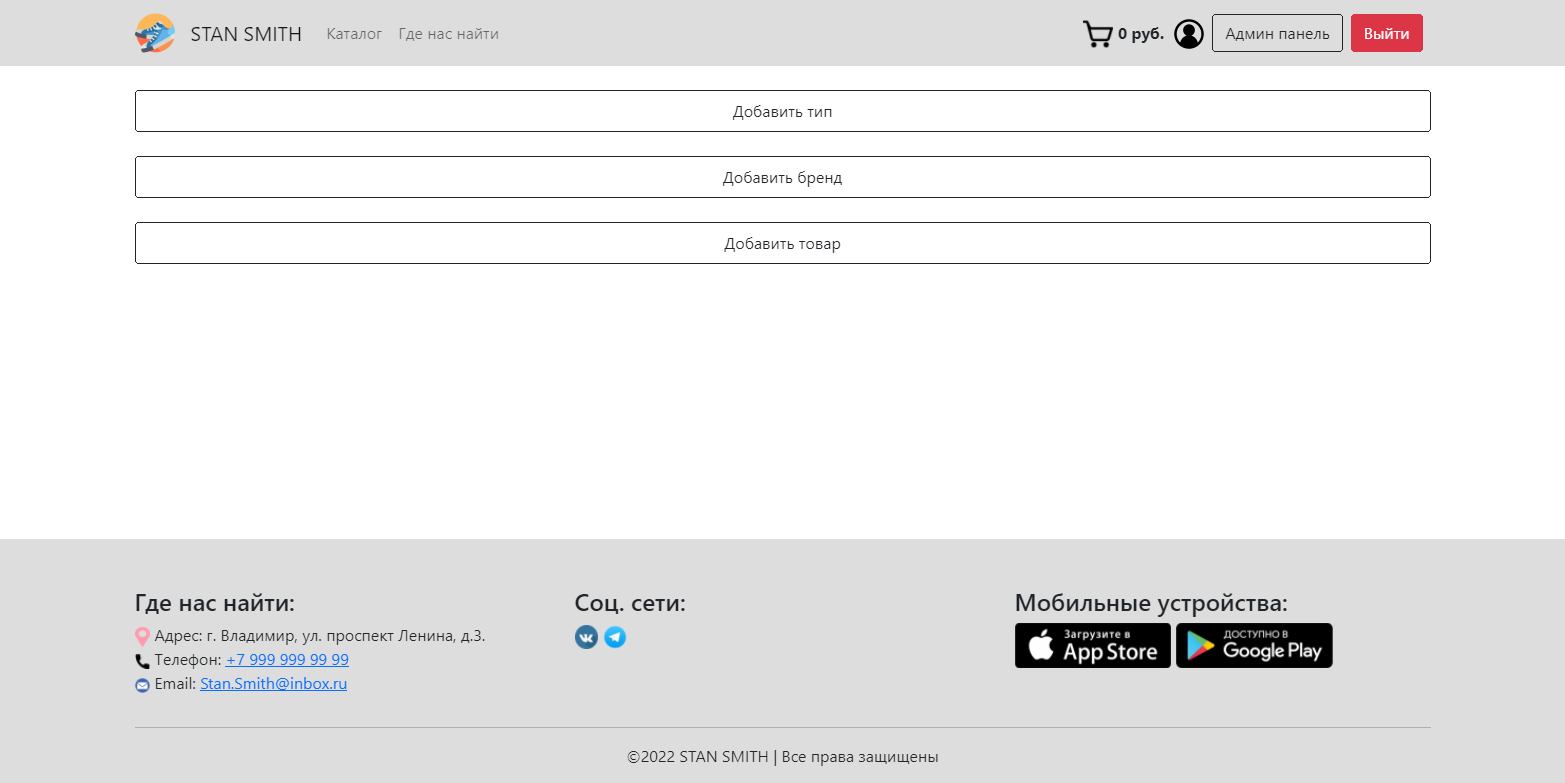 STAN SMITH Каталог Где нас найти 0 руб. Админ панель Выйти
Добавить тип
Добавить бренд
Добавить товар
Где нас найти:
Адрес: г. Владимир, ул. проспект Ленина, д.3.
Телефон: +7 999 999 99 99
Email: Stan.Smith@inbox.ru
Соц. сети:
Мобильные устройства:
Загрузите в
App Store
ДОСТУПНО В
Google Play
©2022 STAN SMITH | Все права защищены